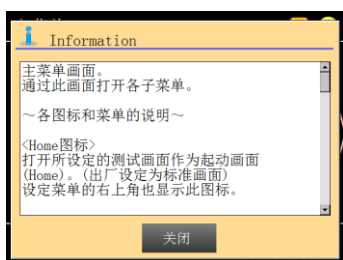 Information
主菜单画面。
通过此画面打开各子菜单。
～各图标和菜单的说明～
<Home图标>
打开所设定的测试画面作为起动画面
(Home)。(出厂设定为标准画面)
设定菜单的右上角也显示此图标。
关闭